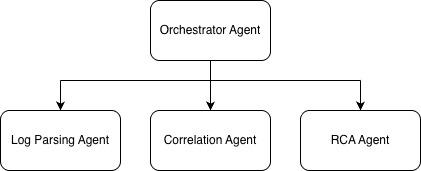 Orchestrator Agent
Log Parsing Agent
Correlation Agent
RCA Agent